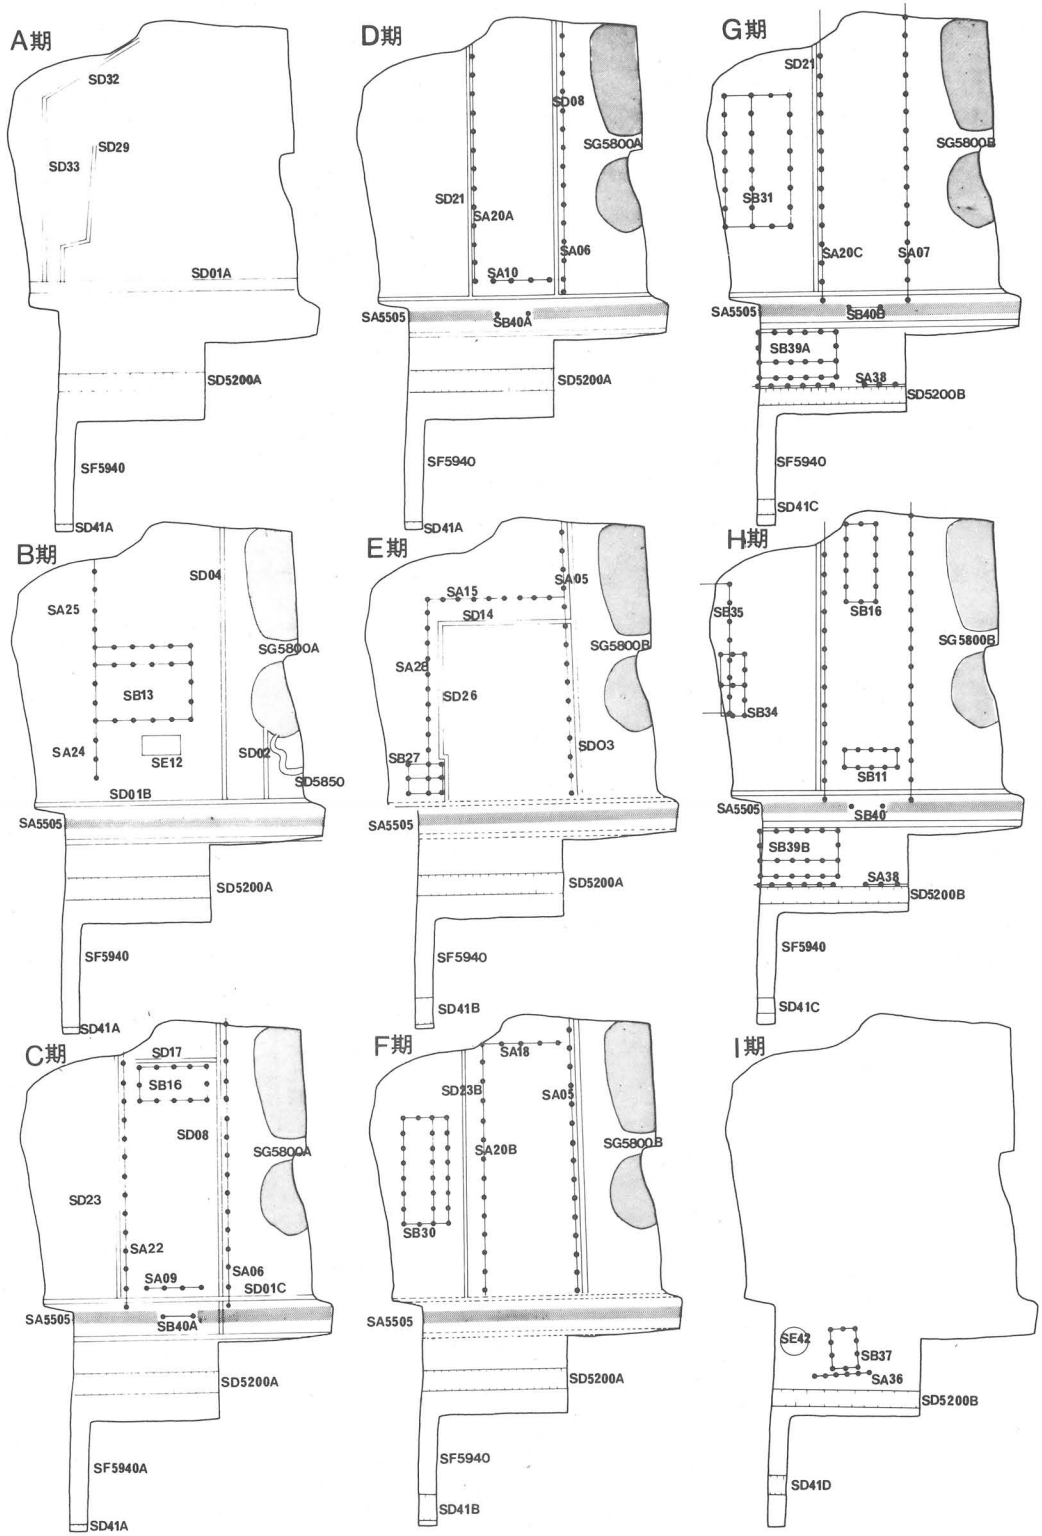 A期
SD32
SD29
SD33
SD01A
SD5200A
SF5940
SD41A
B期
SA25
SD04
SG5800A
SB13
SA24
SE12
SD02
SD5850
SD01B
SA5505
SD5200A
SF5940
SD41A
C期
SD17
SB16
SD08
SG5800A
SD23
SA22
SA09
SA06
SD01C
SA5505
SB40A
SD5200A
SF5940A
SD41A
D期
SD08
SG5800A
SD21
SA20A
SA06
SA10
SA5505
SB40A
SD5200A
SF5940
SD41A
E期
SA05
SA15
SD14
SG5800B
SA28
SD26
SD03
SB27
SA5505
SD5200A
SF5940
SD41B
F期
SA18
SD23B
SA05
SA20B
SG5800B
SB30
SA5505
SD5200A
SF5940
SD41B
G期
SD21
SG5800B
SB31
SA20C
SA07
SA5505
SB40B
SB39A
SA38
SD5200B
SF5940
SD41C
H期
SB35
SB16
SG5800B
SB34
SB11
SA5505
SB40
SB39B
SA38
SD5200B
SF5940
SD41C
I期
SE42
SB37
SA36
SD5200B
SD41D